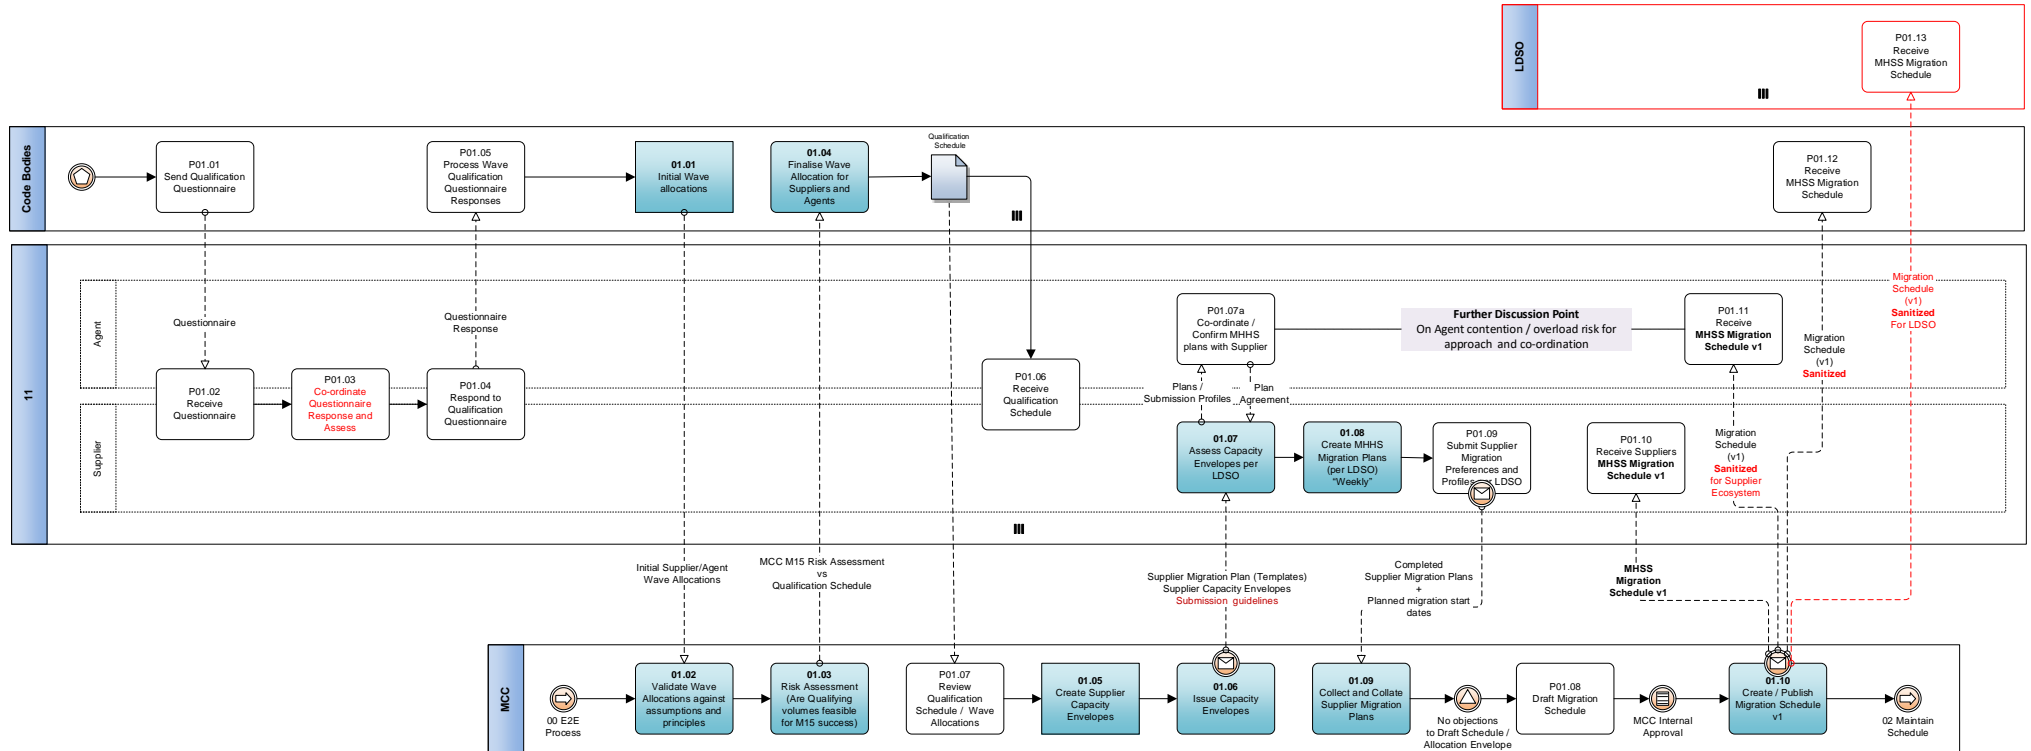 LDSO
P01.13
Receive
MHSS Migration
Schedule
Code Bodies
P01.01
Send Qualification
Questionnaire
P01.05
Process Wave
Qualification
Questionnaire
Responses
01.01
Initial Wave
allocations
01.04
Finalise Wave
Allocation for
Suppliers and
Agents
Qualification
Schedule
P01.12
Receive
MHSS Migration
Schedule
11
Agent
Supplier
Questionnaire
Questionnaire
Response
P01.02
Receive
Questionnaire
P01.03
Co-ordinate
Questionnaire
Response and
Assess
P01.04
Respond to
Qualification
Questionnaire
P01.06
Receive
Qualification
Schedule
P01.07a
Co-ordinate /
Confirm MHHS
plans with Supplier
Further Discussion Point
On Agent contention / overload risk for
approach and co-ordination
P01.11
Receive
MHSS Migration
Schedule v1
Migration
Schedule
(v1)
Sanitized
Migration
Schedule
(v1)
Sanitized
For LDSO
Plans /
Submission Profiles
Plan
Agreement
01.07
Assess Capacity
Envelopes per
LDSO
01.08
Create MHHS
Migration Plans
(per LDSO)
“Weekly”
P01.09
Submit Supplier
Migration
Preferences and
Profiles per LDSO
P01.10
Receive Suppliers
MHSS Migration
Schedule v1
Migration
Schedule
(v1)
Sanitized
for Supplier
Ecosystem
Initial Supplier/Agent
Wave Allocations
MCC M15 Risk Assessment
vs
Qualification Schedule
Supplier Migration Plan (Templates)
Supplier Capacity Envelopes
Submission guidelines
Completed
Supplier Migration Plans
+
Planned migration start
dates
MHSS
Migration
Schedule v1
MCC
00 E2E
Process
01.02
Validate Wave
Allocations against
assumptions and
principles
01.03
Risk Assessment
(Are Qualifying
volumes feasible
for M15 success)
P01.07
Review
Qualification
Schedule / Wave
Allocations
01.05
Create Supplier
Capacity
Envelopes
01.06
Issue Capacity
Envelopes
01.09
Collect and Collate
Supplier Migration
Plans
No objections
to Draft Schedule /
Allocation Envelope
P01.08
Draft Migration
Schedule
MCC Internal
Approval
01.10
Create / Publish
Migration Schedule
v1
02 Maintain
Schedule